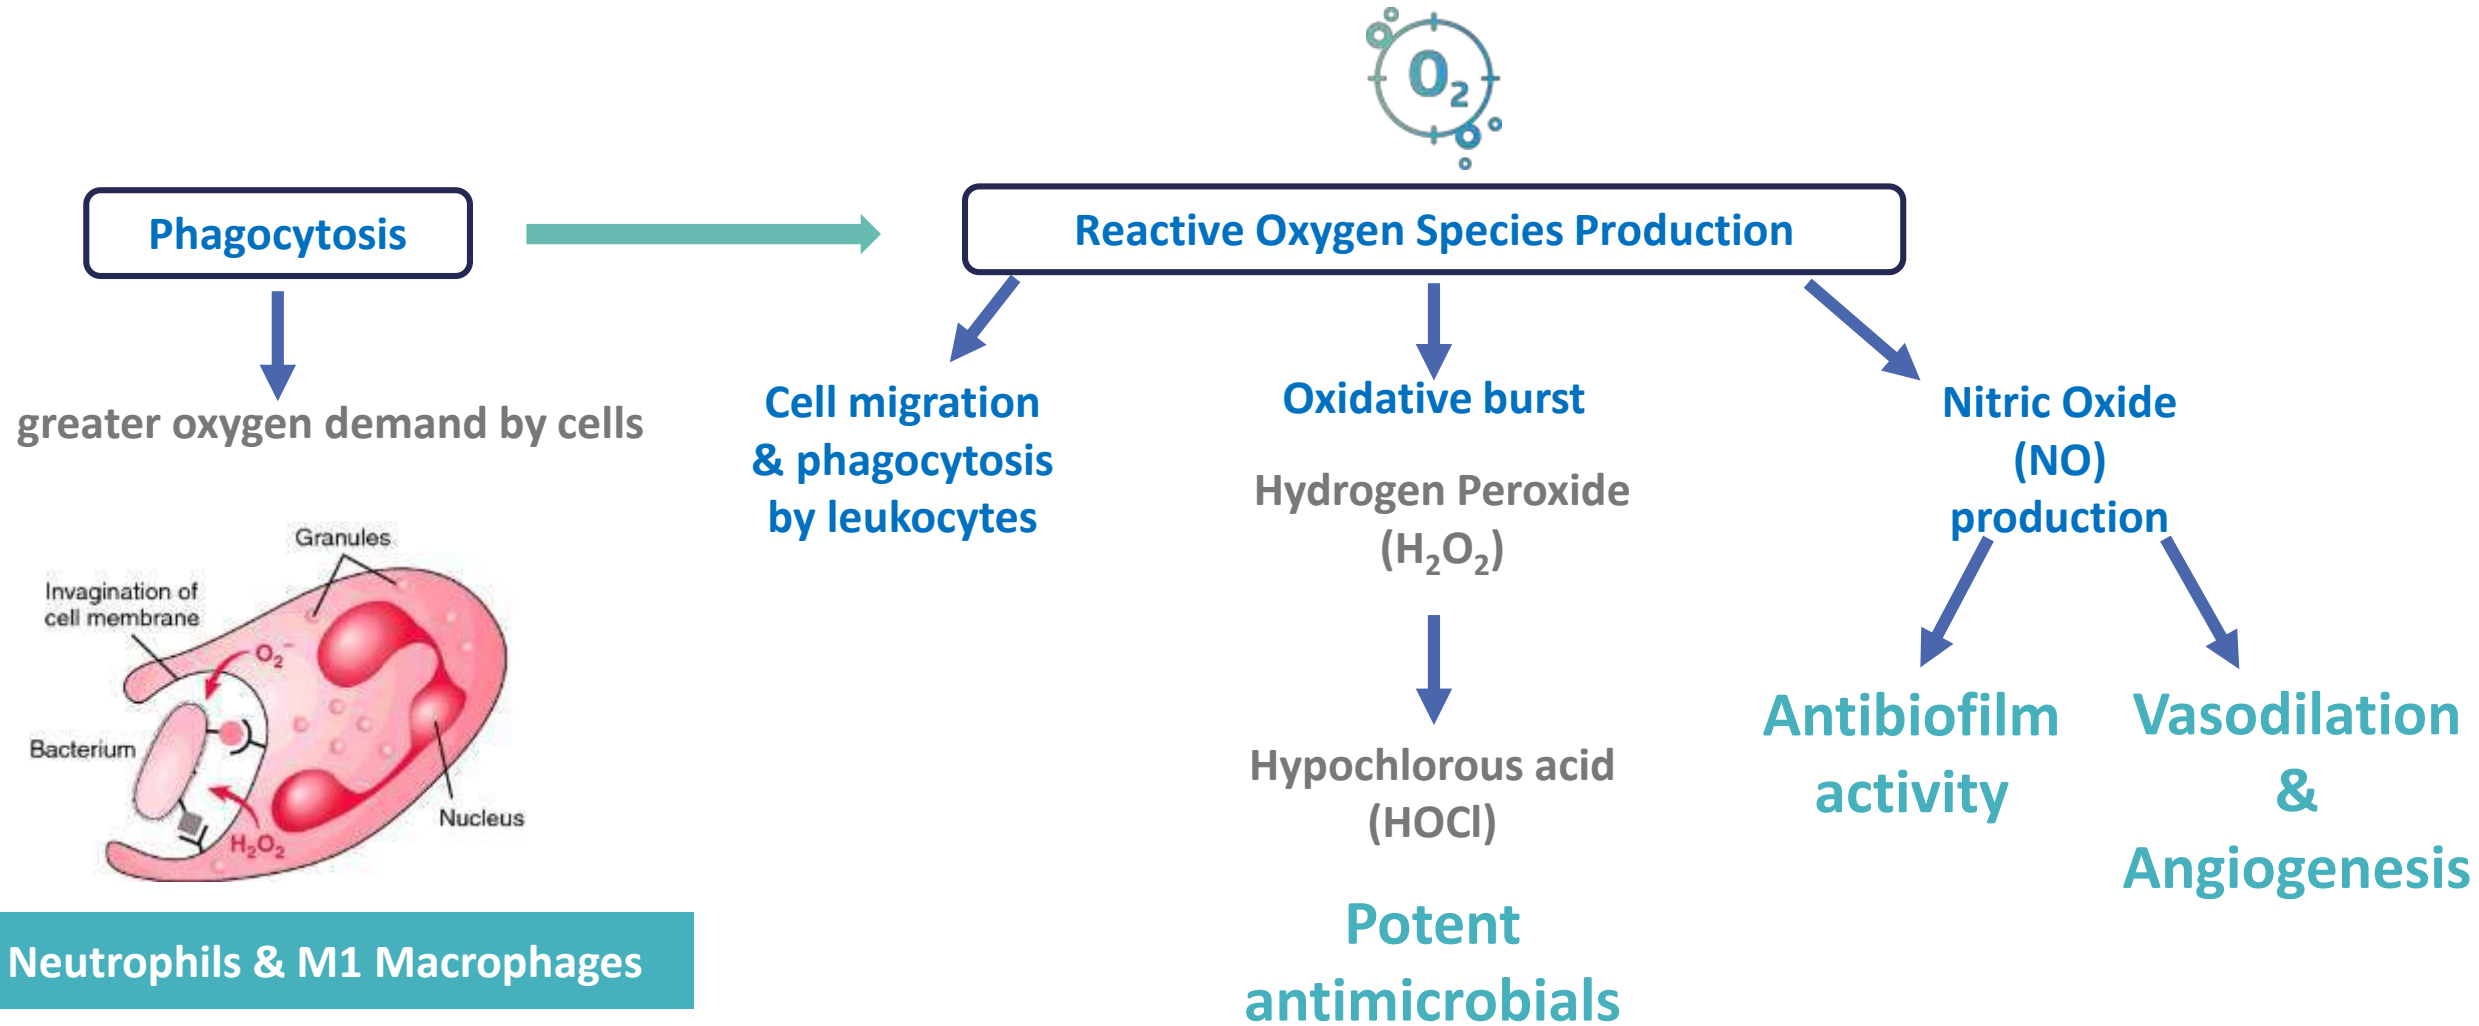 O₂
Phagocytosis
Reactive Oxygen Species Production
greater oxygen demand by cells
Cell migration
& phagocytosis
by leukocytes
Oxidative burst
Hydrogen Peroxide
(H₂O₂)
Hypochlorous acid
(HOCl)
Potent
antimicrobials
Nitric Oxide
(NO)
production
Antibiofilm
activity
Vasodilation
&
Angiogenesis
Granules
Invagination of
cell membrane
O₂⁻
Bacterium
H₂O₂
Nucleus
Neutrophils & M1 Macrophages